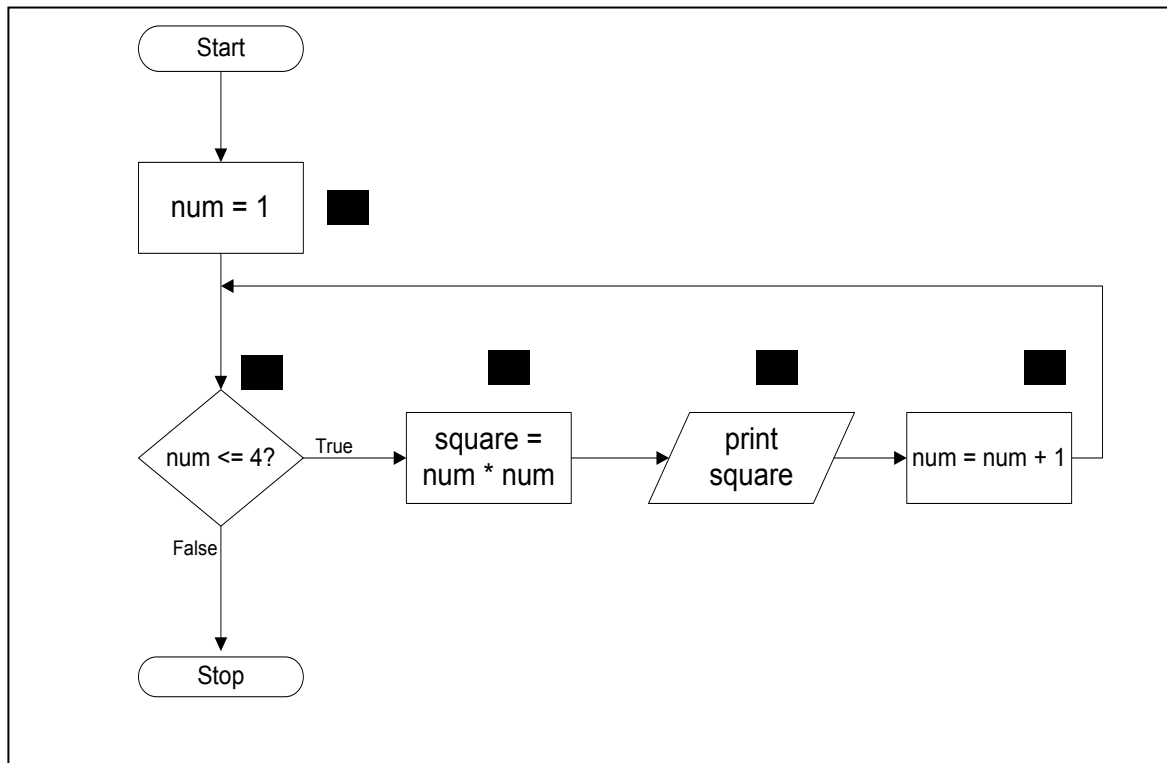 Start
num = 1
num <= 4?
True
square =
num * num
print
square
num = num + 1
False
Stop